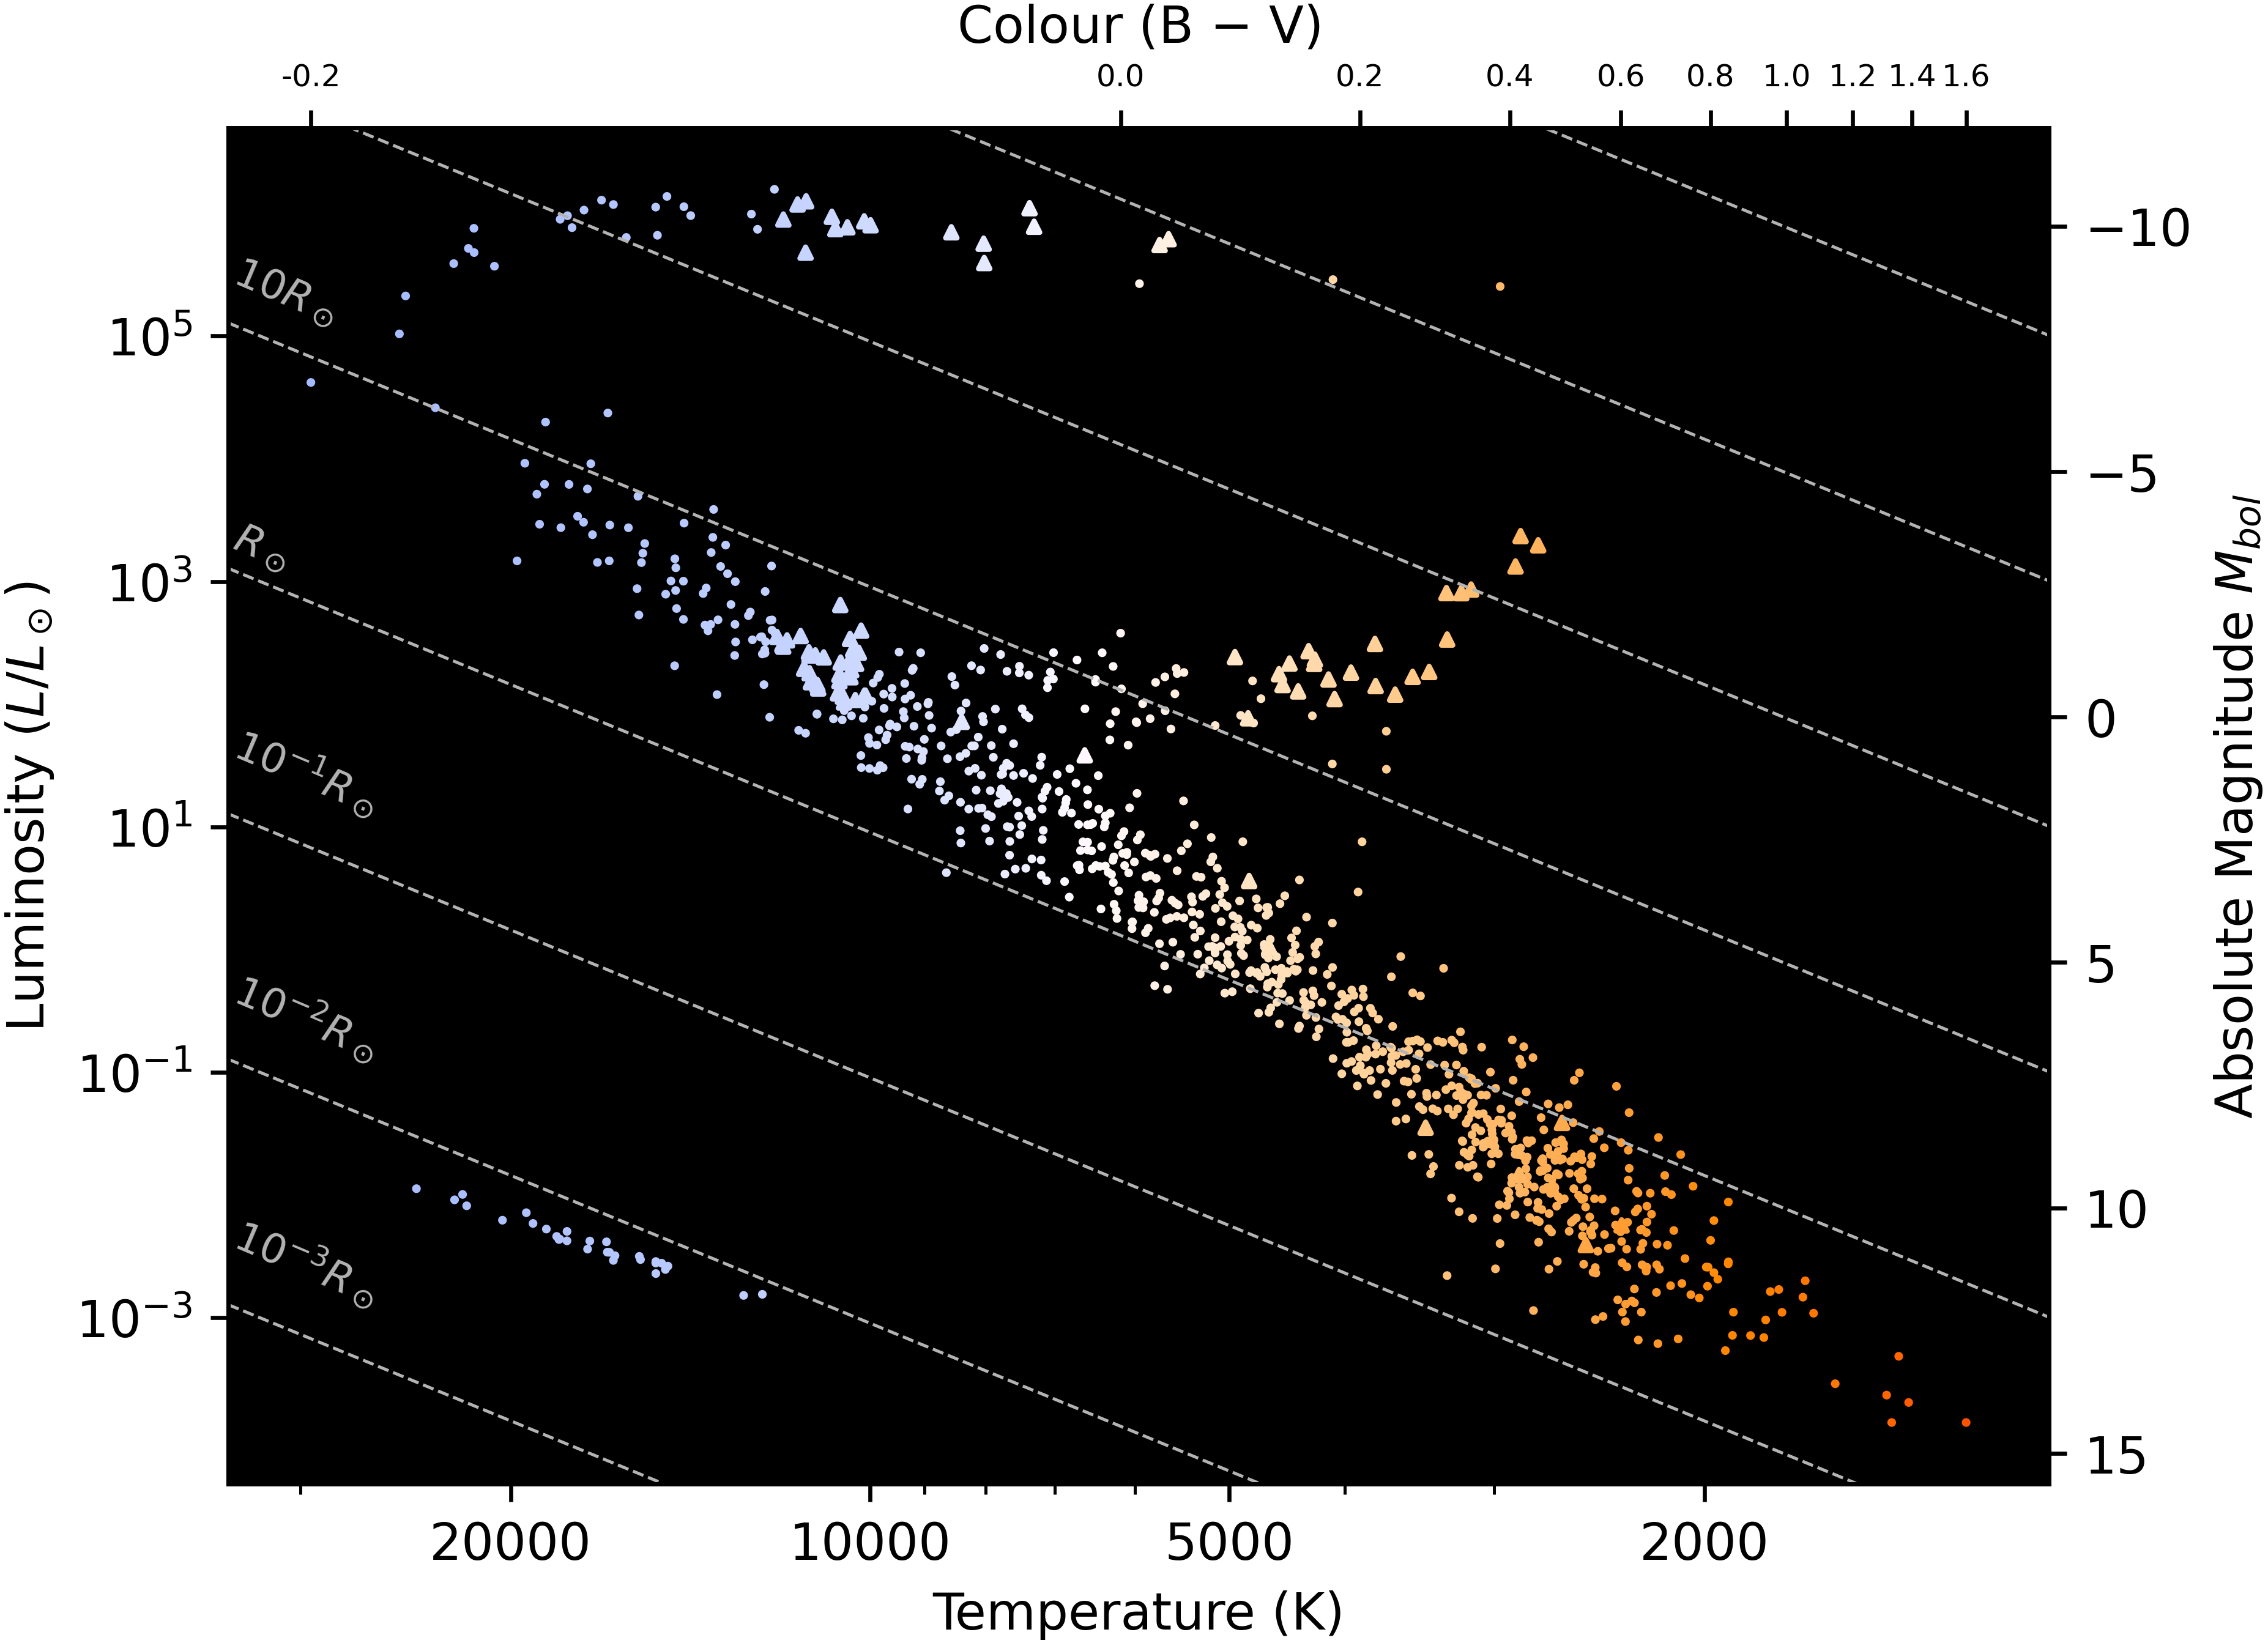 Colour (B − V)
-0.2 0.0 0.2 0.4 0.6 0.8 1.0 1.2 1.4 1.6
Luminosity (L/L⊙)
10⁵
10³
10¹
10⁻¹
10⁻³
10R⊙
R⊙
10⁻¹R⊙
10⁻²R⊙
10⁻³R⊙
−10
−5
0
5
10
15
Absolute Magnitude M_bol
20000 10000 5000 2000
Temperature (K)